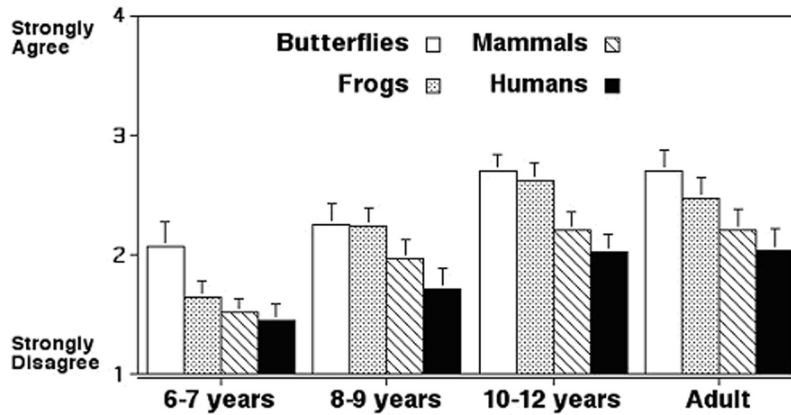 Strongly
Agree
4
3
2
Strongly
Disagree
1
Butterflies
Mammals
Frogs
Humans
6-7 years
8-9 years
10-12 years
Adult